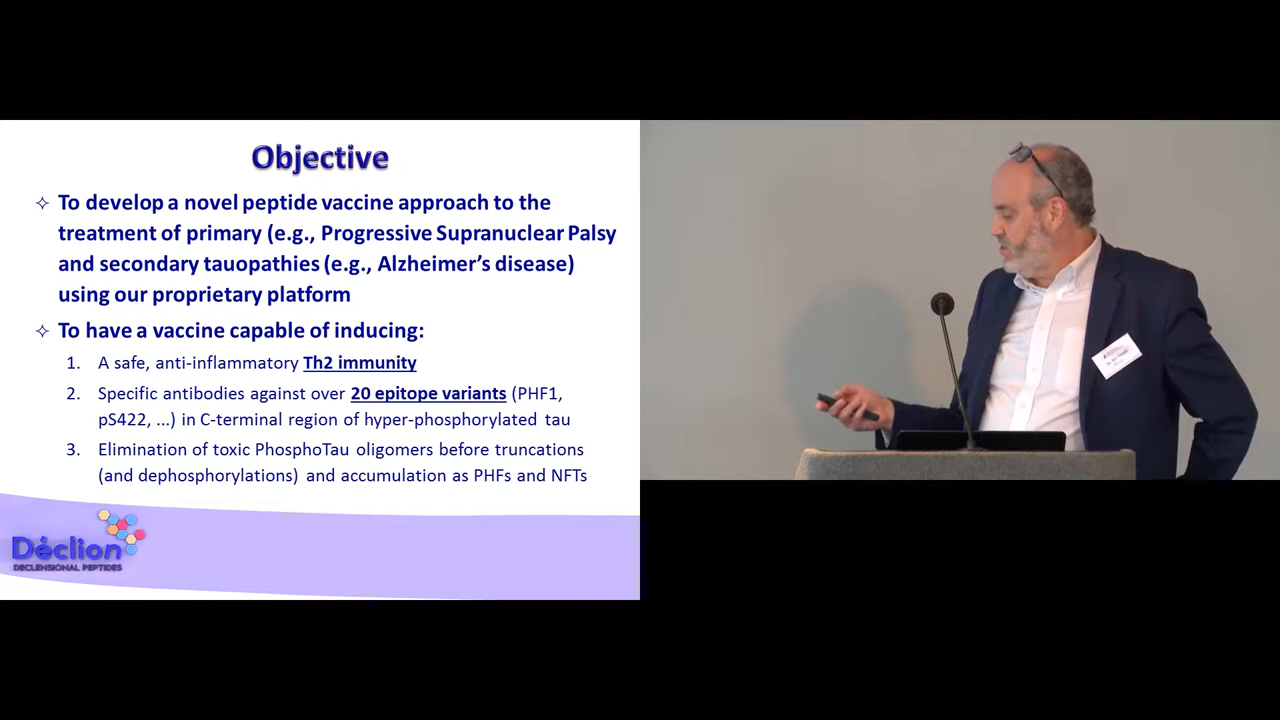 Objective
To develop a novel peptide vaccine approach to the
treatment of primary (e.g., Progressive Supranuclear Palsy
and secondary tauopathies (e.g., Alzheimer's disease)
using our proprietary platform
To have a vaccine capable of inducing:
1. A safe, anti-inflammatory Th2 immunity
2. Specific antibodies against over 20 epitope variants (PHF1,
pS422, ...) in C-terminal region of hyper-phosphorylated tau
3. Elimination of toxic PhosphoTau oligomers before truncations
(and dephosphorylations) and accumulation as PHFs and NFTs
Déclion
DECLENSIONAL PEPTIDES